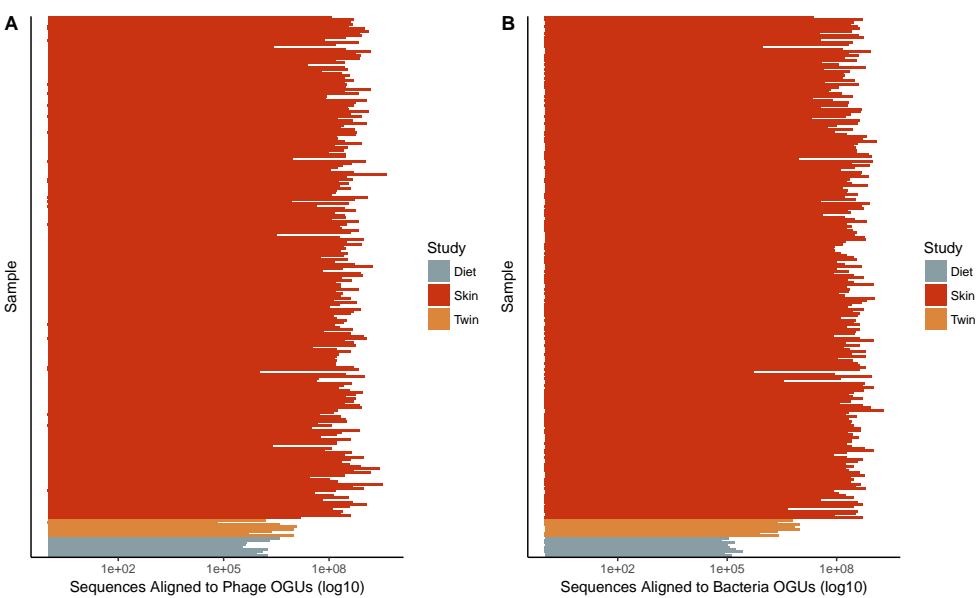 A
Sample
1e+02
1e+05
1e+08
Sequences Aligned to Phage OGUs (log10)
Study
Diet
Skin
Twin
B
Sample
1e+02
1e+05
1e+08
Sequences Aligned to Bacteria OGUs (log10)
Study
Diet
Skin
Twin